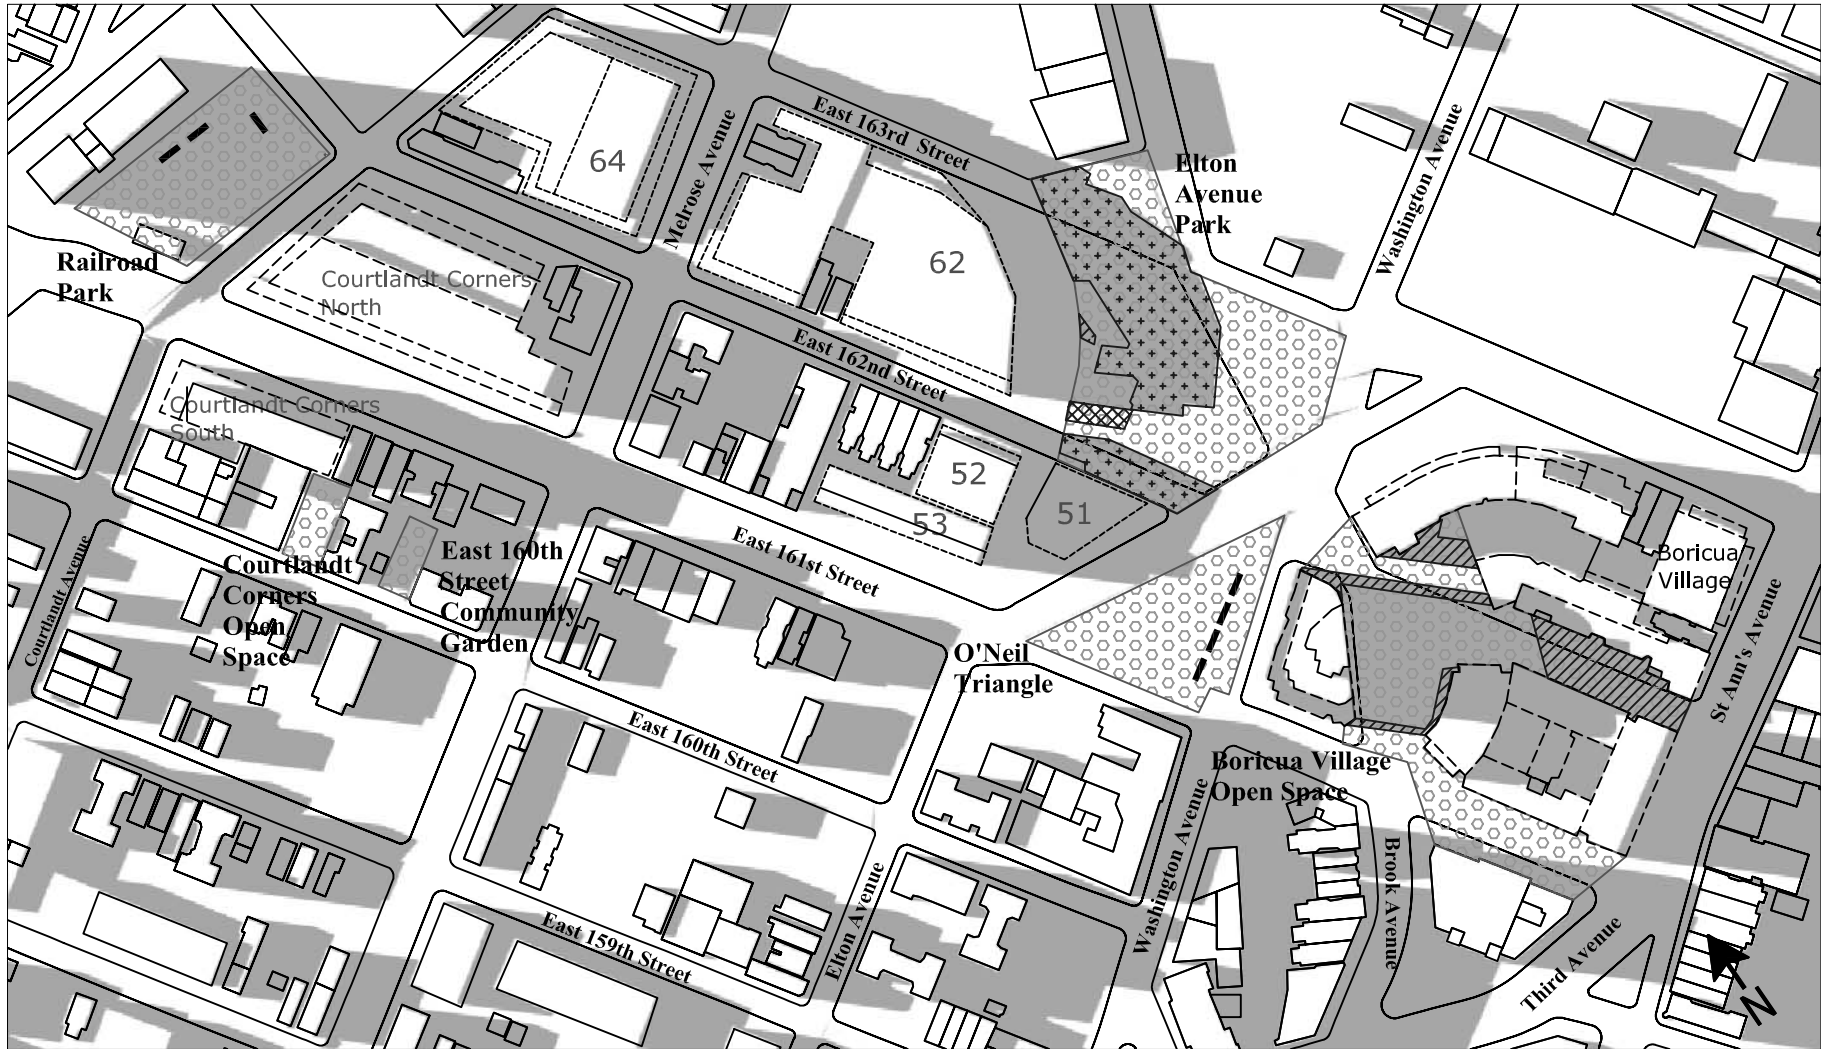 East 163rd Street
64
Melrose Avenue
Elton
Avenue
Park
Washington Avenue
Railroad
Park
Courtlandt Corners
North
62
East 162nd Street
Courtlandt Corners
South
52
51
53
Boricua
Village
East 161st Street
East 160th
Street
Community
Garden
Courtlandt
Corners
Open
Space
Courtlandt Avenue
O'Neil
Triangle
St Ann's Avenue
East 160th Street
Boricua Village
Open Space
Washington Avenue
Brook Avenue
Elton Avenue
East 159th Street
Third Avenue
N